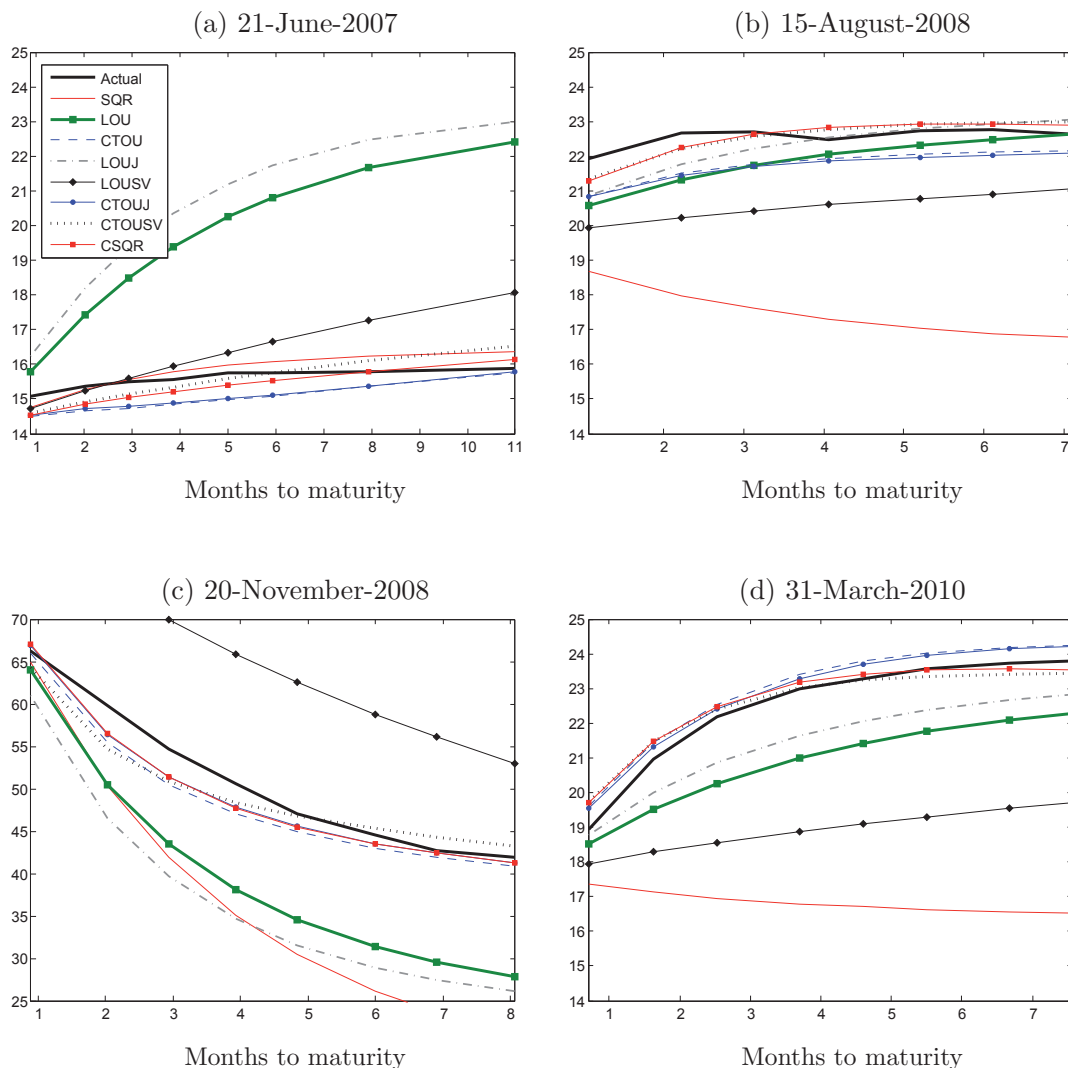 (a) 21-June-2007
25
24
23
22
21
20
19
18
17
16
15
14
Actual
SQR
LOU
CTOU
LOUJ
LOUSV
CTOUJ
CTOUSV
CSQR
1 2 3 4 5 6 7 8 9 10 11
Months to maturity
(b) 15-August-2008
25
24
23
22
21
20
19
18
17
16
15
14
2 3 4 5 6 7
Months to maturity
(c) 20-November-2008
70
65
60
55
50
45
40
35
30
25
1 2 3 4 5 6 7 8
Months to maturity
(d) 31-March-2010
25
24
23
22
21
20
19
18
17
16
15
14
1 2 3 4 5 6 7
Months to maturity